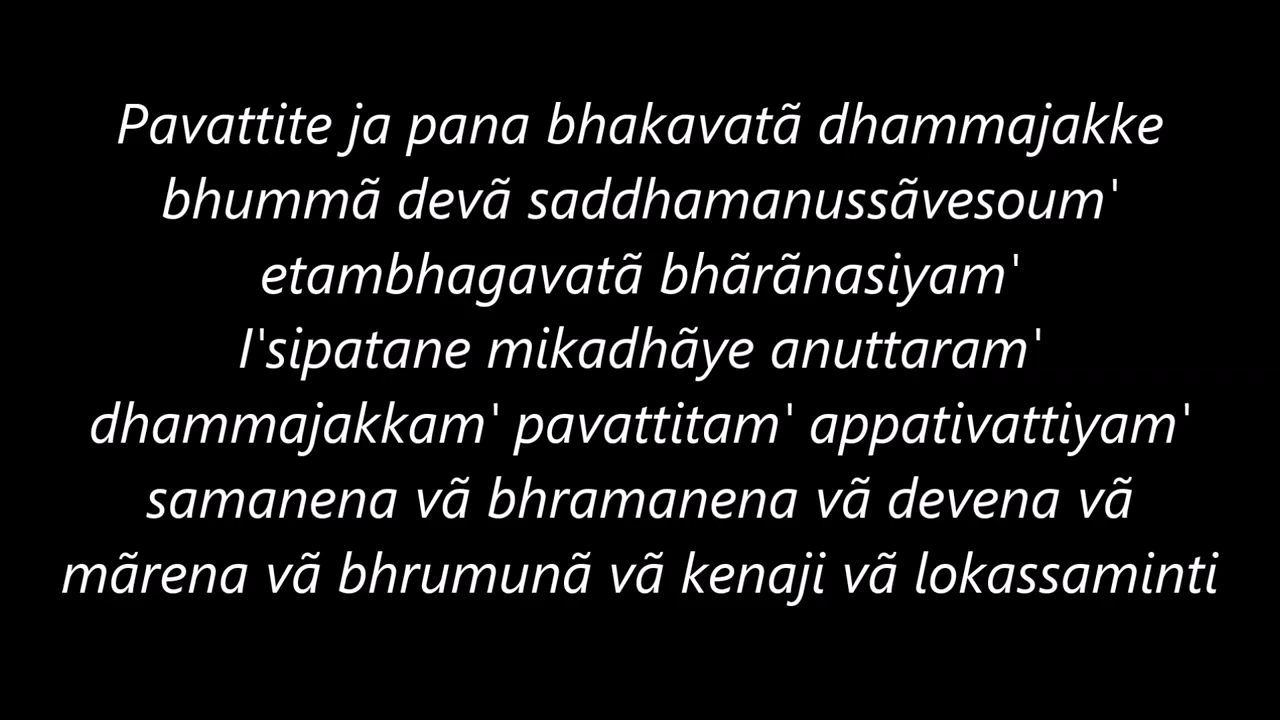 Pavattite ja pana bhakavatã dhammajakke
bhummã devã saddhamanussãvesoum'
etambhagavatã bhãrãnasiyam'
I'sipatane mikadhãye anuttaram'
dhammajakkam' pavattitam' appativattiyam'
samanena vã bhramanena vã devena vã
mãrena vã bhrumunã vã kenaji vã lokassaminti